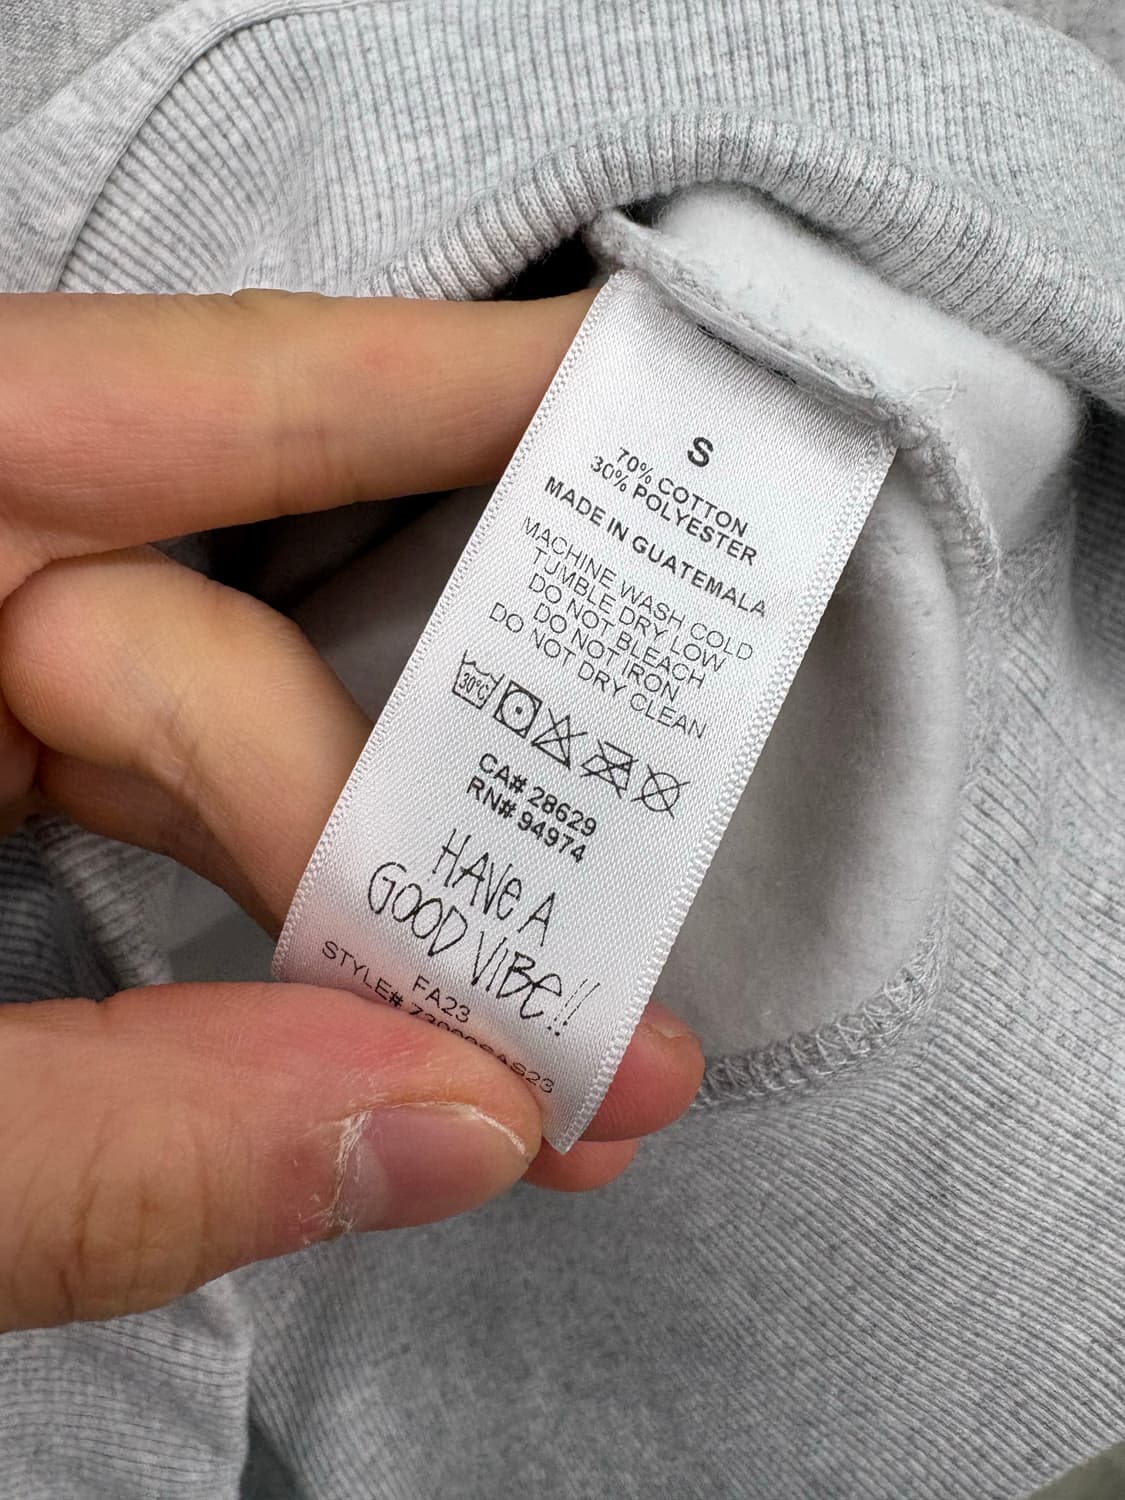 S
70% COTTON
30% POLYESTER
MADE IN GUATEMALA
MACHINE WASH COLD
TUMBLE DRY LOW
DO NOT BLEACH
DO NOT IRON
DO NOT DRY CLEAN
30°C
CA# 28629
RN# 94974
HAVE A
GOOD VIBE!!
FA23
STYLE#